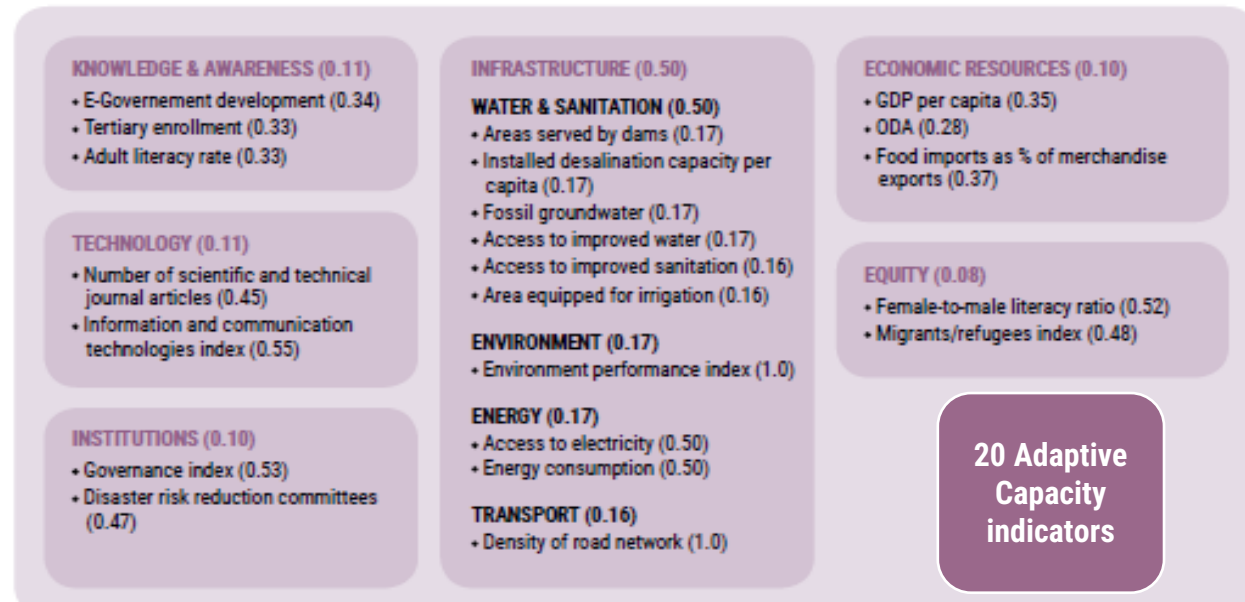 KNOWLEDGE & AWARENESS (0.11)
• E-Governement development (0.34)
• Tertiary enrollment (0.33)
• Adult literacy rate (0.33)
TECHNOLOGY (0.11)
• Number of scientific and technical
journal articles (0.45)
• Information and communication
technologies index (0.55)
INSTITUTIONS (0.10)
• Governance index (0.53)
• Disaster risk reduction committees
(0.47)
INFRASTRUCTURE (0.50)
WATER & SANITATION (0.50)
• Areas served by dams (0.17)
• Installed desalination capacity per
capita (0.17)
• Fossil groundwater (0.17)
• Access to improved water (0.17)
• Access to improved sanitation (0.16)
• Area equipped for irrigation (0.16)
ENVIRONMENT (0.17)
• Environment performance index (1.0)
ENERGY (0.17)
• Access to electricity (0.50)
• Energy consumption (0.50)
TRANSPORT (0.16)
• Density of road network (1.0)
ECONOMIC RESOURCES (0.10)
• GDP per capita (0.35)
• ODA (0.28)
• Food imports as % of merchandise
exports (0.37)
EQUITY (0.08)
• Female-to-male literacy ratio (0.52)
• Migrants/refugees index (0.48)
20 Adaptive
Capacity
indicators